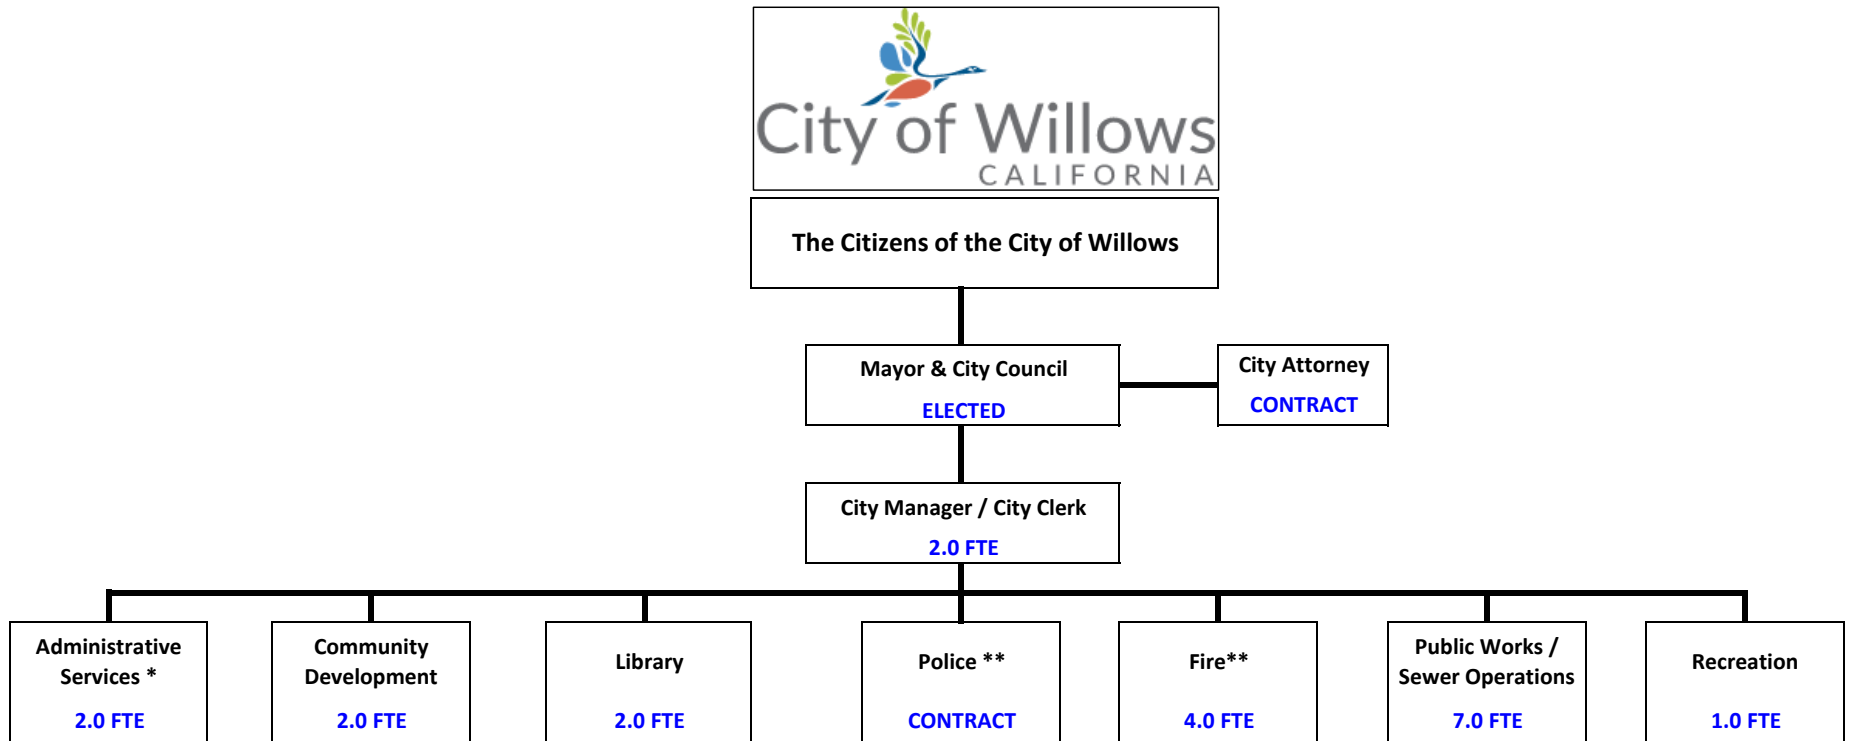 City of Willows
CALIFORNIA
The Citizens of the City of Willows
Mayor & City Council
ELECTED
City Attorney
CONTRACT
City Manager / City Clerk
2.0 FTE
Administrative
Services *
2.0 FTE
Community
Development
2.0 FTE
Library
2.0 FTE
Police **
CONTRACT
Fire**
4.0 FTE
Public Works /
Sewer Operations
7.0 FTE
Recreation
1.0 FTE